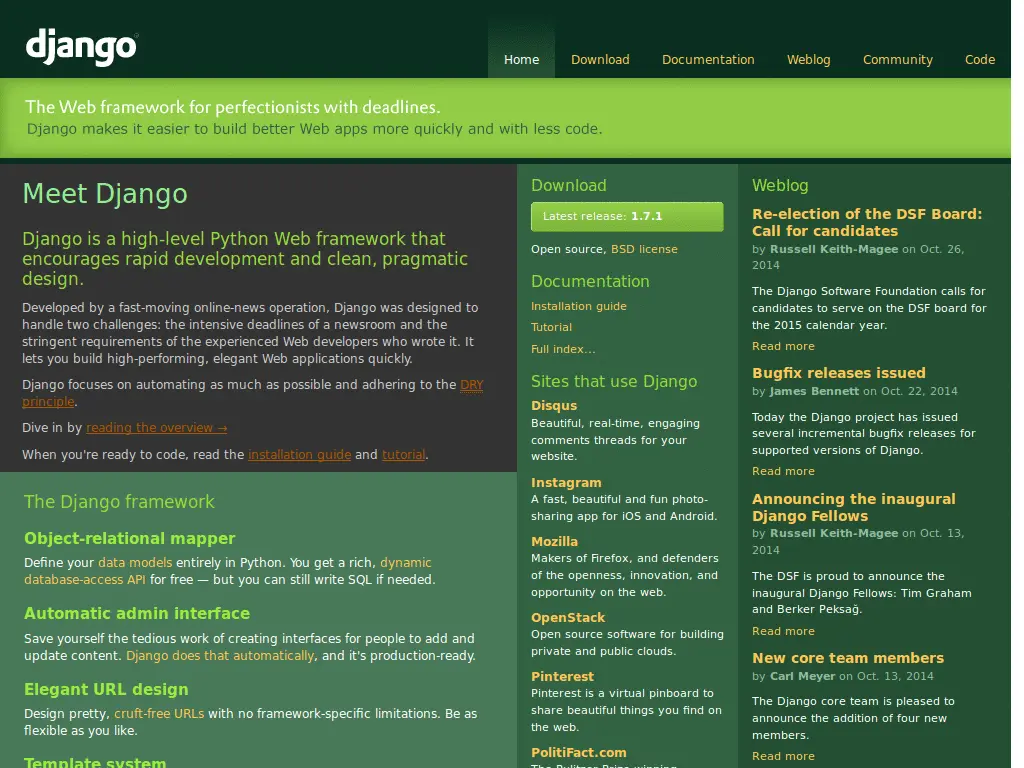 django
Home
Download
Documentation
Weblog
Community
Code
The Web framework for perfectionists with deadlines.
Django makes it easier to build better Web apps more quickly and with less code.
Meet Django
Django is a high-level Python Web framework that
encourages rapid development and clean, pragmatic
design.
Developed by a fast-moving online-news operation, Django was designed to
handle two challenges: the intensive deadlines of a newsroom and the
stringent requirements of the experienced Web developers who wrote it. It
lets you build high-performing, elegant Web applications quickly.
Django focuses on automating as much as possible and adhering to the DRY
principle.
Dive in by reading the overview →
When you're ready to code, read the installation guide and tutorial.
The Django framework
Object-relational mapper
Define your data models entirely in Python. You get a rich, dynamic
database-access API for free — but you can still write SQL if needed.
Automatic admin interface
Save yourself the tedious work of creating interfaces for people to add and
update content. Django does that automatically, and it's production-ready.
Elegant URL design
Design pretty, cruft-free URLs with no framework-specific limitations. Be as
flexible as you like.
Template system
Download
Latest release: 1.7.1
Open source, BSD license
Documentation
Installation guide
Tutorial
Full index...
Sites that use Django
Disqus
Beautiful, real-time, engaging
comments threads for your
website.
Instagram
A fast, beautiful and fun photo-
sharing app for iOS and Android.
Mozilla
Makers of Firefox, and defenders
of the openness, innovation, and
opportunity on the web.
OpenStack
Open source software for building
private and public clouds.
Pinterest
Pinterest is a virtual pinboard to
share beautiful things you find on
the web.
PolitiFact.com
The Pulitzer Prize-winning
Weblog
Re-election of the DSF Board:
Call for candidates
by Russell Keith-Magee on Oct. 26,
2014
The Django Software Foundation calls for
candidates to serve on the DSF board for
the 2015 calendar year.
Read more
Bugfix releases issued
by James Bennett on Oct. 22, 2014
Today the Django project has issued
several incremental bugfix releases for
supported versions of Django.
Read more
Announcing the inaugural
Django Fellows
by Russell Keith-Magee on Oct. 13,
2014
The DSF is proud to announce the
inaugural Django Fellows: Tim Graham
and Berker Peksağ.
Read more
New core team members
by Carl Meyer on Oct. 13, 2014
The Django core team is pleased to
announce the addition of four new
members.
Read more